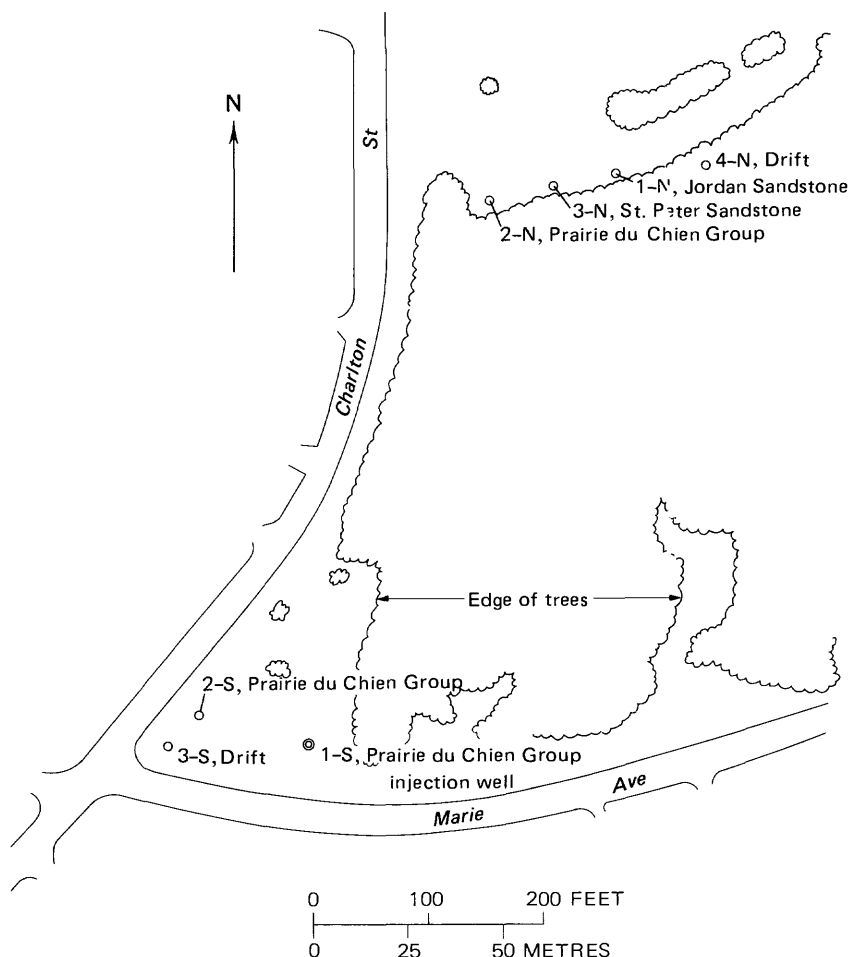 N
St
4-N, Drift
1-N, Jordan Sandstone
3-N, St. Peter Sandstone
2-N, Prairie du Chien Group
Charlton
Edge of trees
2-S, Prairie du Chien Group
3-S, Drift
1-S, Prairie du Chien Group
injection well
Marie
Ave
0 100 200 FEET
0 25 50 METRES